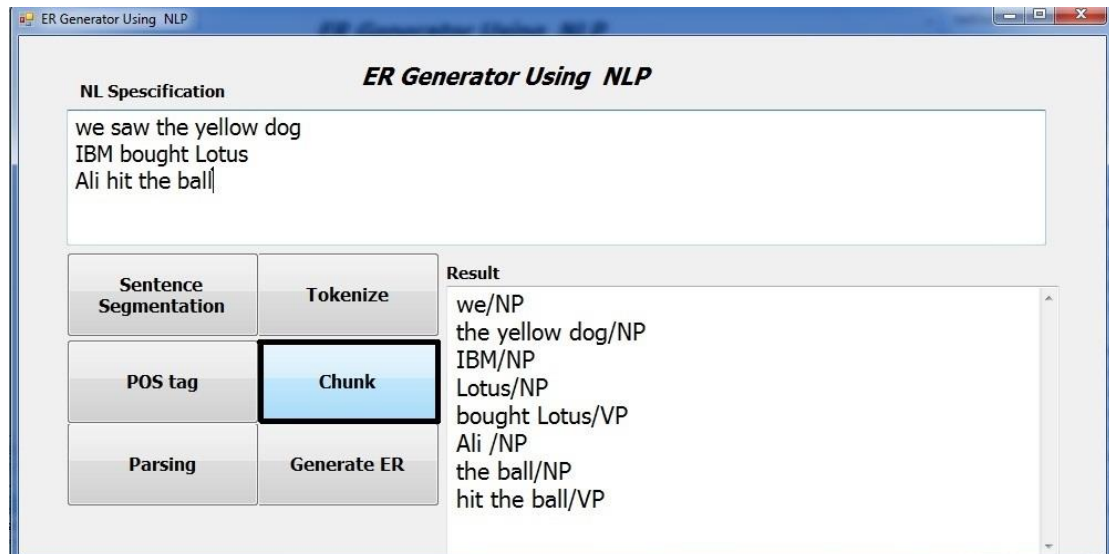 ER Generator Using NLP
ER Generator Using NLP
NL Spescification
we saw the yellow dog
IBM bought Lotus
Ali hit the ball
Sentence
Segmentation
Tokenize
POS tag
Chunk
Parsing
Generate ER
Result
we/NP
the yellow dog/NP
IBM/NP
Lotus/NP
bought Lotus/VP
Ali /NP
the ball/NP
hit the ball/VP